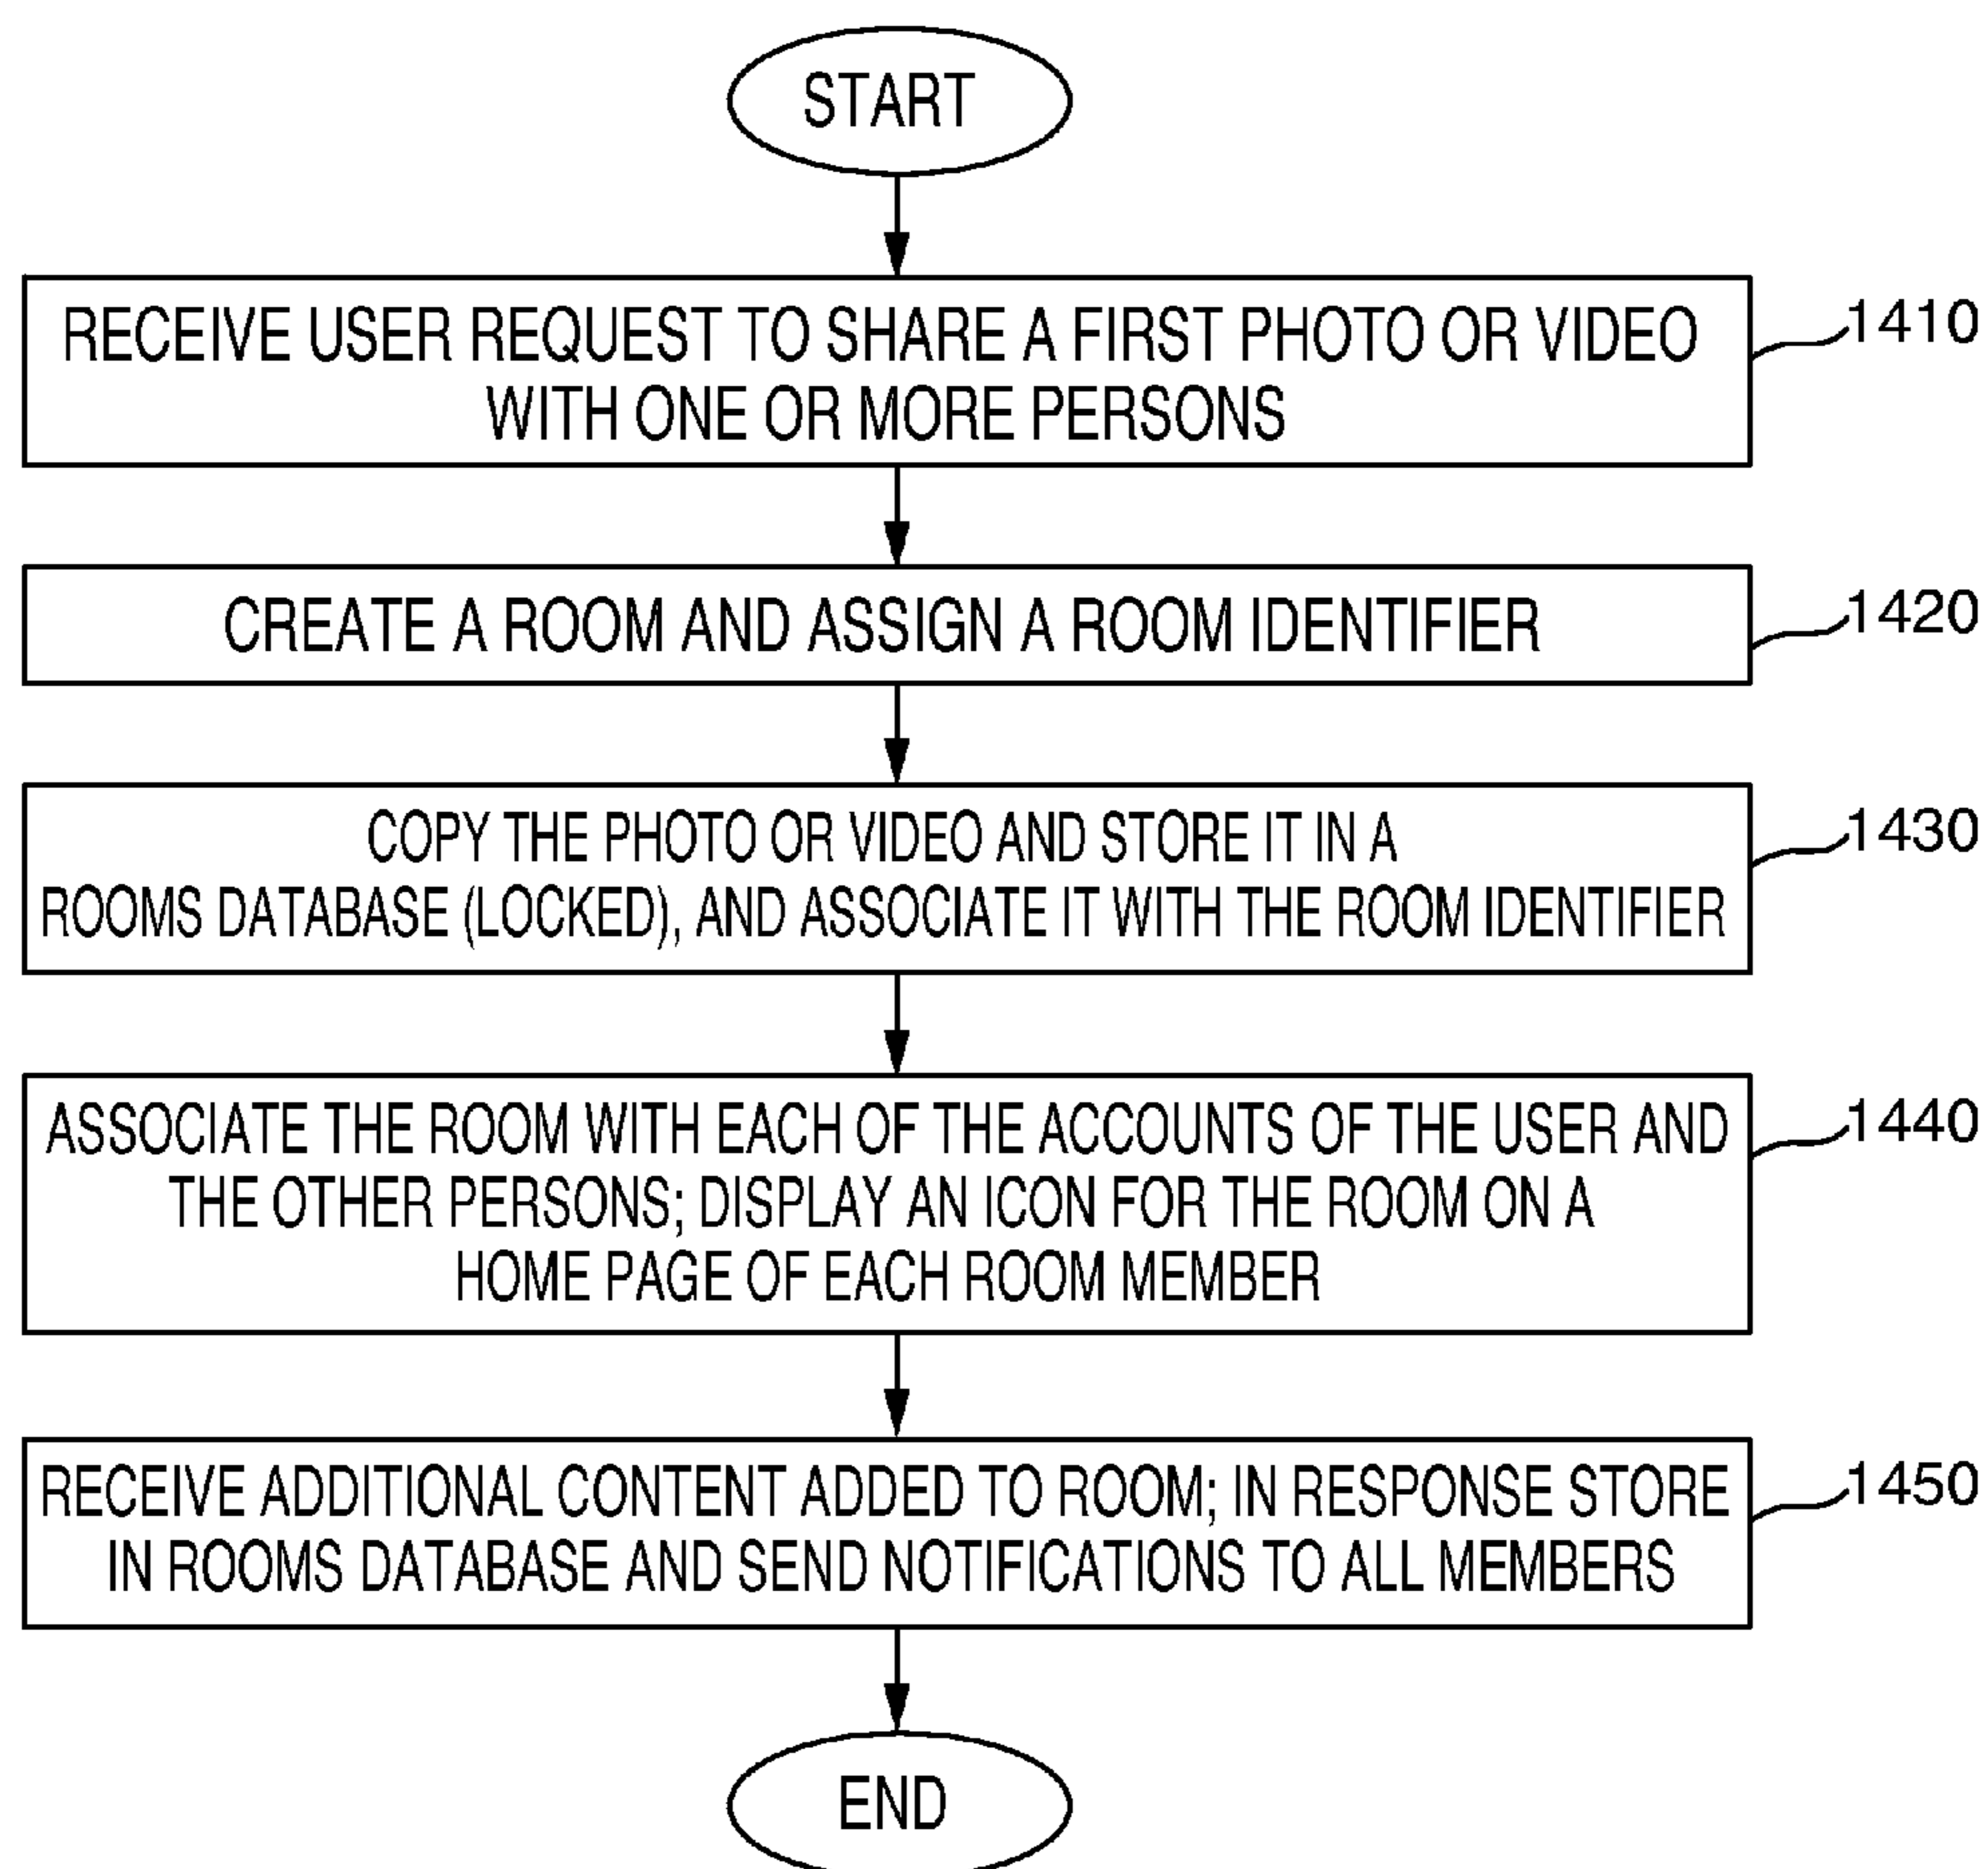 START
RECEIVE USER REQUEST TO SHARE A FIRST PHOTO OR VIDEO
WITH ONE OR MORE PERSONS
1410
CREATE A ROOM AND ASSIGN A ROOM IDENTIFIER
1420
COPY THE PHOTO OR VIDEO AND STORE IT IN A
ROOMS DATABASE (LOCKED), AND ASSOCIATE IT WITH THE ROOM IDENTIFIER
1430
ASSOCIATE THE ROOM WITH EACH OF THE ACCOUNTS OF THE USER AND
THE OTHER PERSONS; DISPLAY AN ICON FOR THE ROOM ON A
HOME PAGE OF EACH ROOM MEMBER
1440
RECEIVE ADDITIONAL CONTENT ADDED TO ROOM; IN RESPONSE STORE
IN ROOMS DATABASE AND SEND NOTIFICATIONS TO ALL MEMBERS
1450
END